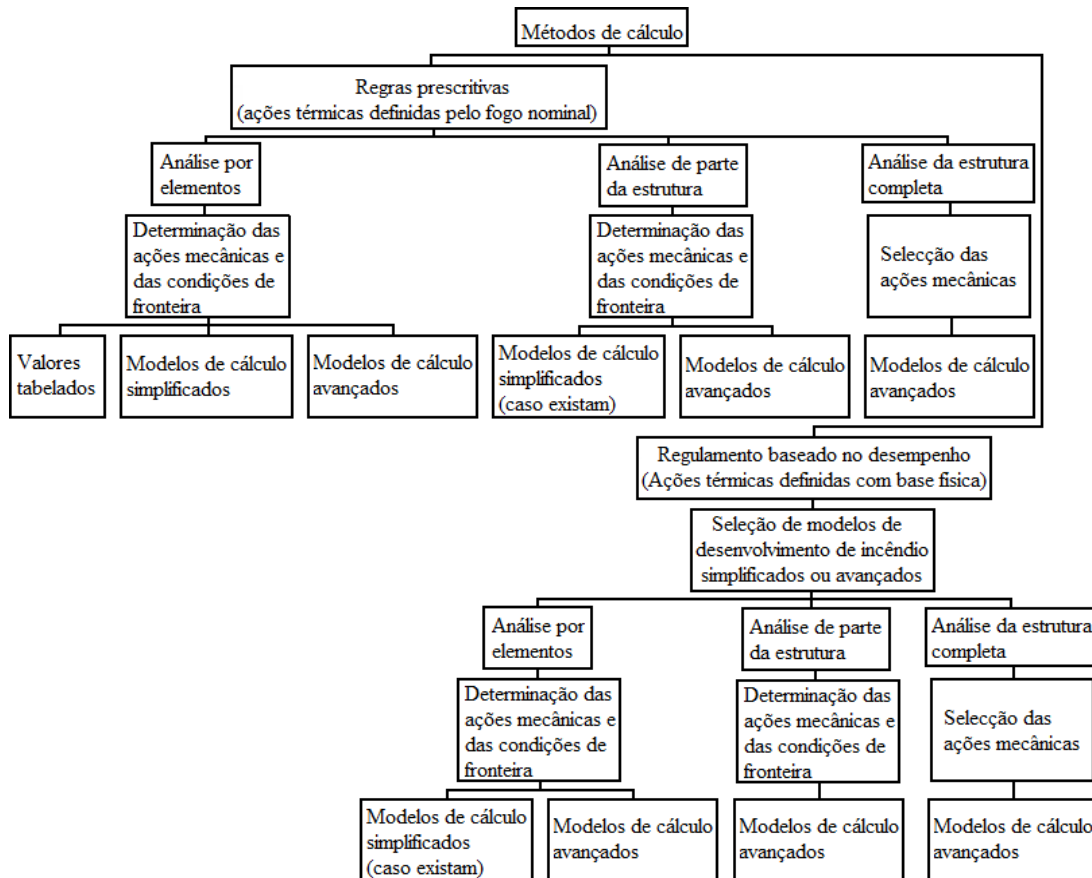 Métodos de cálculo
Regras prescritivas
(ações térmicas definidas pelo fogo nominal)
Análise por
elementos
Análise de parte
da estrutura
Análise da estrutura
completa
Determinação das
ações mecânicas e
das condições de
fronteira
Determinação das
ações mecânicas e
das condições de
fronteira
Selecção das
ações mecânicas
Valores
tabelados
Modelos de cálculo
simplificados
Modelos de cálculo
avançados
Modelos de cálculo
simplificados
(caso existam)
Modelos de cálculo
avançados
Modelos de cálculo
avançados
Regulamento baseado no desempenho
(Ações térmicas definidas com base física)
Seleção de modelos de
desenvolvimento de incêndio
simplificados ou avançados
Análise por
elementos
Análise de parte
da estrutura
Análise da estrutura
completa
Determinação das
ações mecânicas e
das condições de
fronteira
Determinação das
ações mecânicas e
das condições de
fronteira
Selecção das
ações mecânicas
Modelos de cálculo
simplificados
(caso existam)
Modelos de cálculo
avançados
Modelos de cálculo
avançados
Modelos de cálculo
avançados